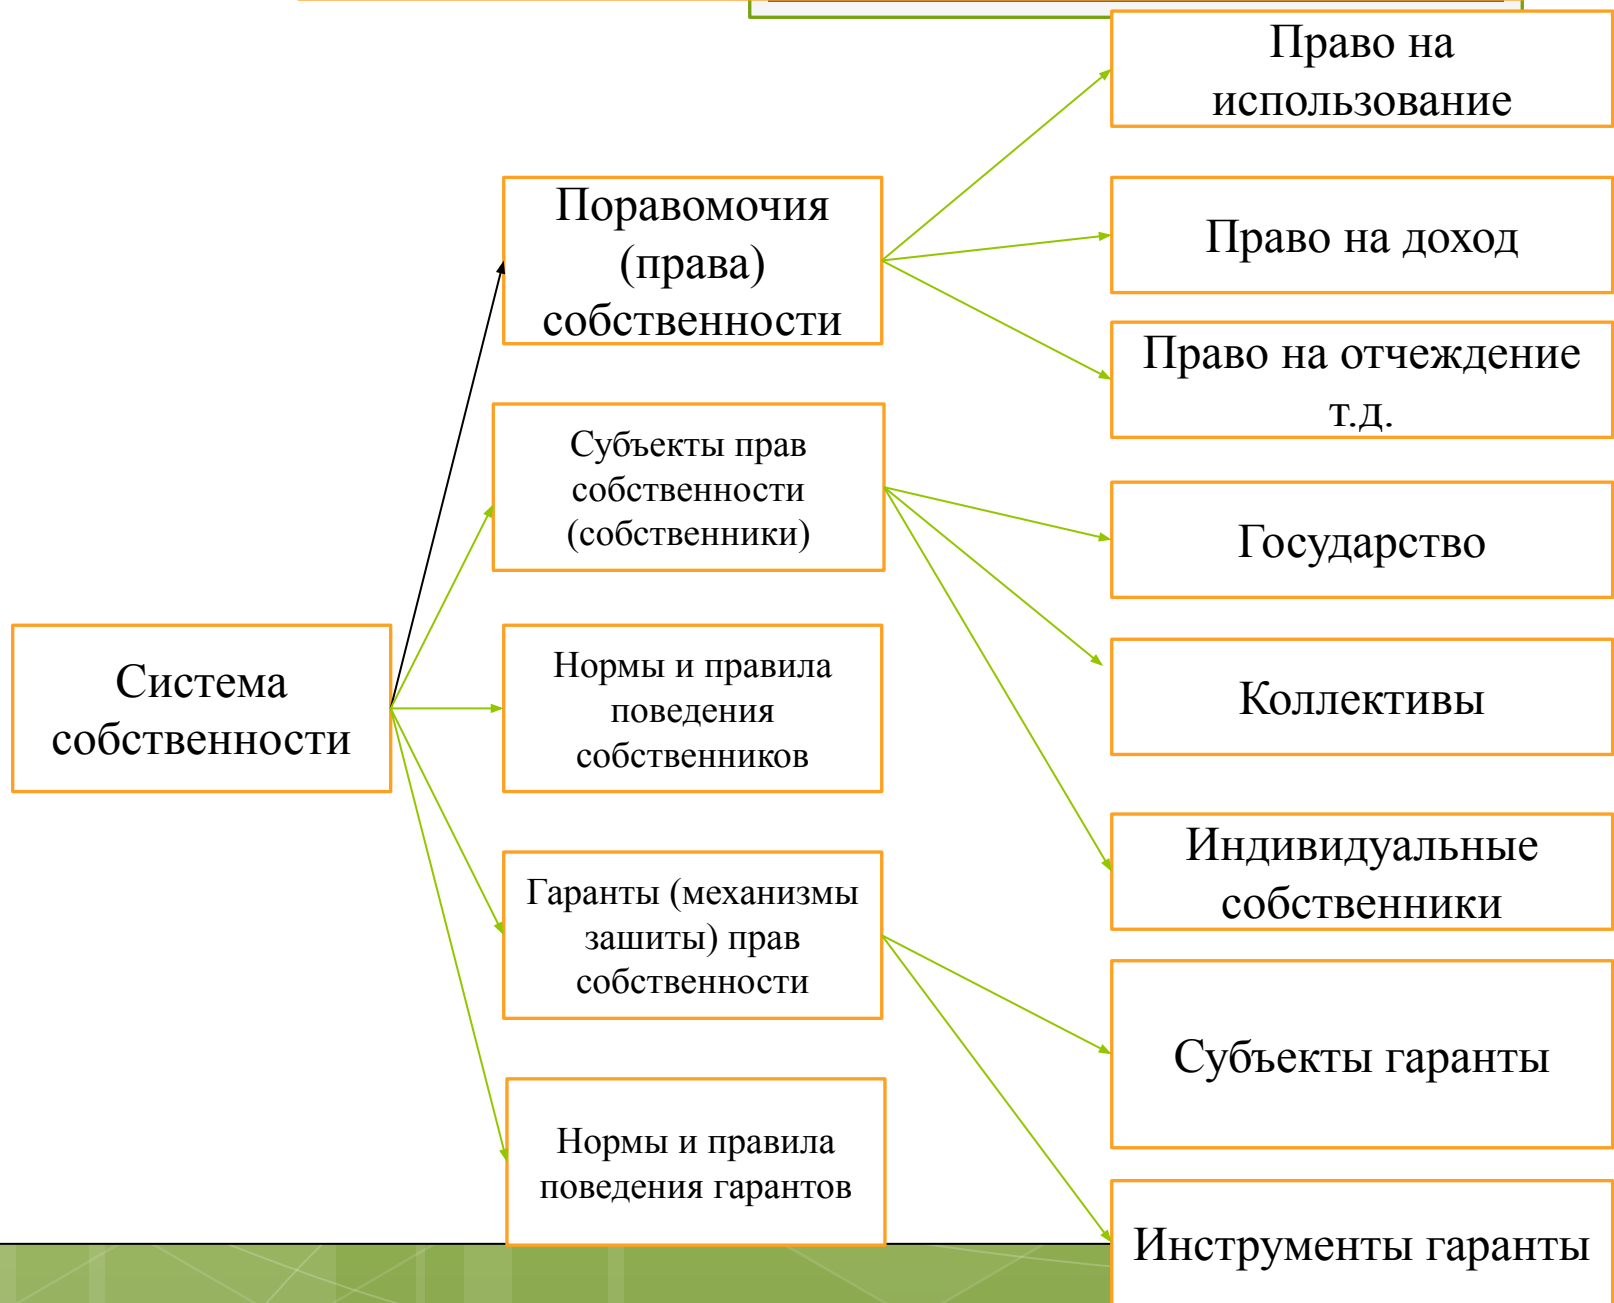 Право на
использование
Поравомочия
(права)
собственности
Право на доход
Право на отчеждение
т.д.
Субъекты прав
собственности
(собственники)
Государство
Система
собственности
Нормы и правила
поведения
собственников
Коллективы
Индивидуальные
собственники
Гаранты (механизмы
зашиты) прав
собственности
Субъекты гаранты
Нормы и правила
поведения гарантов
Инструменты гаранты